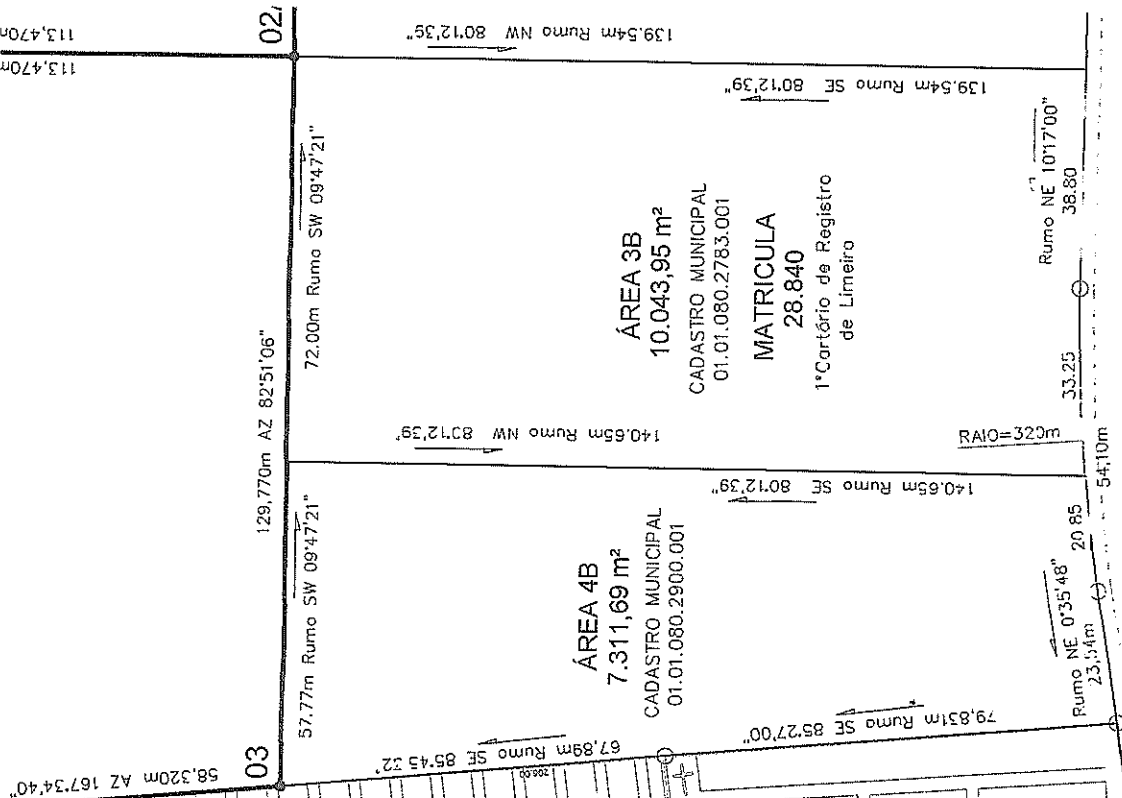 113,470m
113,470m
02
139.54m Rumo NW 80°12'39"
139.54m Rumo SE 80°12'39"
129,770m AZ 82°51'06"
72.00m Rumo SW 09°47'21"
ÁREA 3B
10.043,95 m²
CADASTRO MUNICIPAL
01.01.080.2783.001
MATRICULA
28.840
1°Cartório de Registro
de Limeiro
Rumo NE 10°17'00"
38.80
33.25
RAIO=320m
54,10m
140.65m Rumo NW 80°12'39"
140.65m Rumo SE 80°12'39"
57.77m Rumo SW 09°47'21"
ÁREA 4B
7.311,69 m²
CADASTRO MUNICIPAL
01.01.080.2900.001
20.85
Rumo NE 0°35'48"
23,54m
79,831m Rumo SE 85°27'00"
67,89m Rumo SE 85°45'32"
03
58,320m AZ 167°34'40"